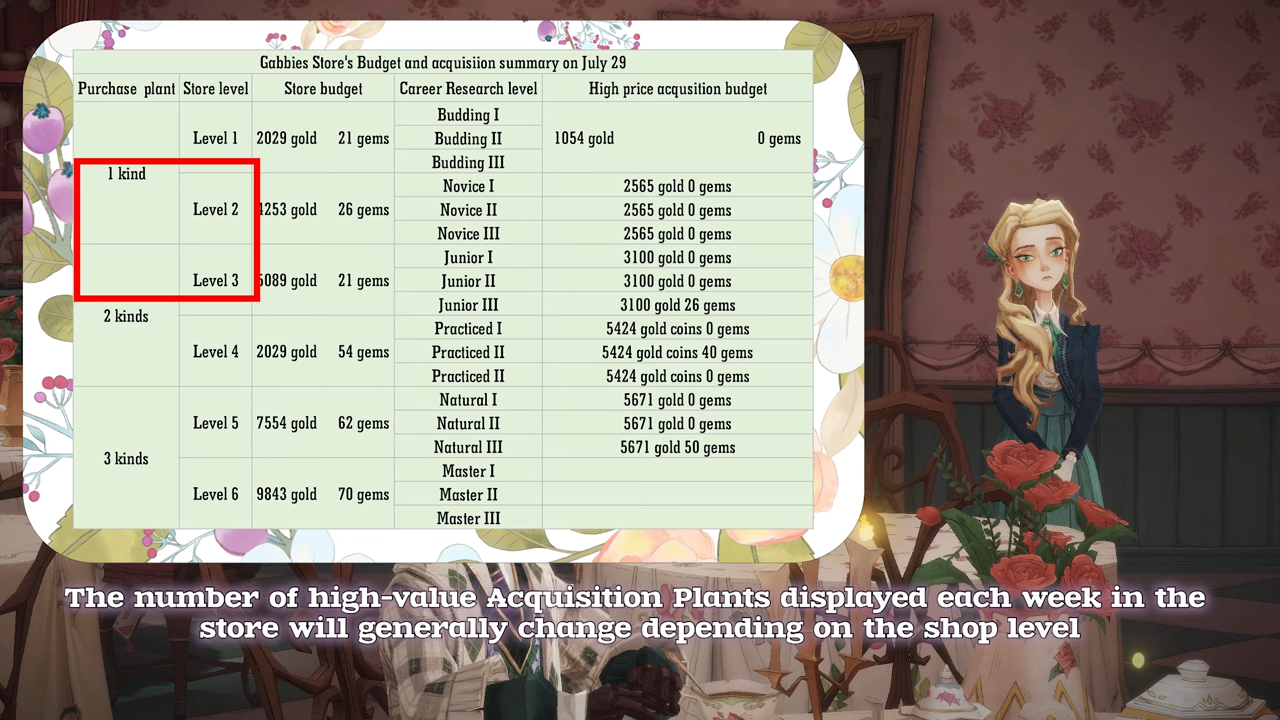 Gabbies Store's Budget and acquisiion summary on July 29
Purchase plant Store level Store budget Career Research level High price acqusition budget
Budding I
Level 1 2029 gold 21 gems Budding II 1054 gold 0 gems
Budding III
1 kind
Novice I 2565 gold 0 gems
Level 2 4253 gold 26 gems Novice II 2565 gold 0 gems
Novice III 2565 gold 0 gems
Junior I 3100 gold 0 gems
Level 3 089 gold 21 gems Junior II 3100 gold 0 gems
Junior III 3100 gold 26 gems
2 kinds
Practiced I 5424 gold coins 0 gems
Level 4 2029 gold 54 gems Practiced II 5424 gold coins 40 gems
Practiced II 5424 gold coins 0 gems
Natural I 5671 gold 0 gems
Level 5 7554 gold 62 gems Natural II 5671 gold 0 gems
Natural III 5671 gold 50 gems
3 kinds
Master I
Level 6 9843 gold 70 gems Master II
Master III
The number of high-value Acquisition Plants displayed each week in the
store will generally change depending on the shop level